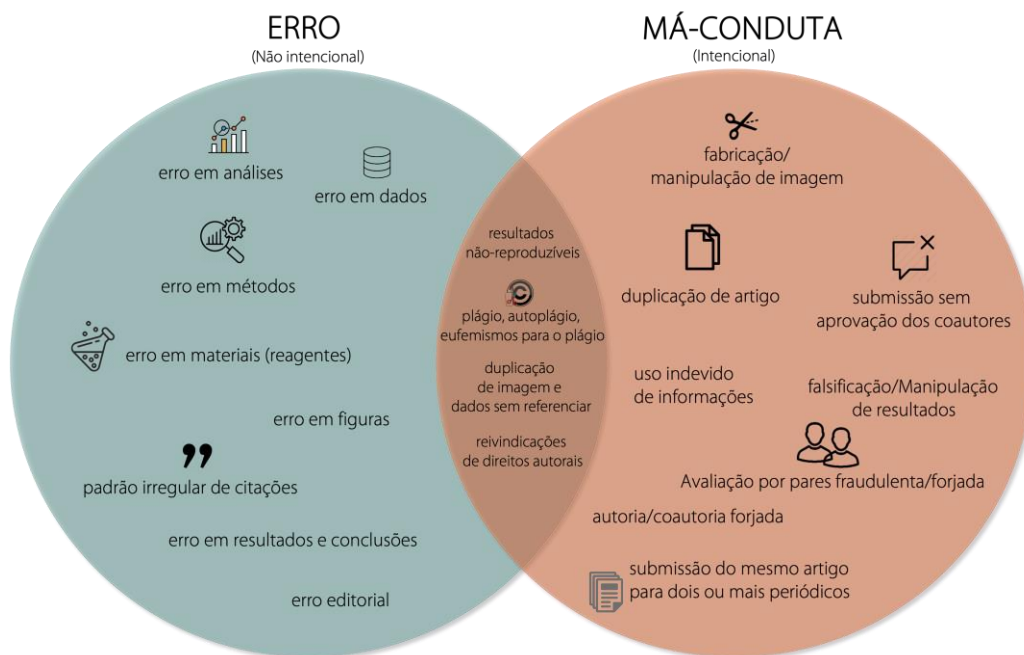 ERRO
(Não intencional)
erro em análises
erro em dados
erro em métodos
erro em materiais (reagentes)
erro em figuras
padrão irregular de citações
erro em resultados e conclusões
erro editorial
resultados
não-reproduzíveis
plágio, autoplágio,
eufemismos para o plágio
duplicação
de imagem e
dados sem referenciar
reivindicações
de direitos autorais
MÁ-CONDUTA
(Intencional)
fabricação/
manipulação de imagem
duplicação de artigo
submissão sem
aprovação dos coautores
uso indevido
de informações
falsificação/Manipulação
de resultados
Avaliação por pares fraudulenta/forjada
autoria/coautoria forjada
submissão do mesmo artigo
para dois ou mais periódicos